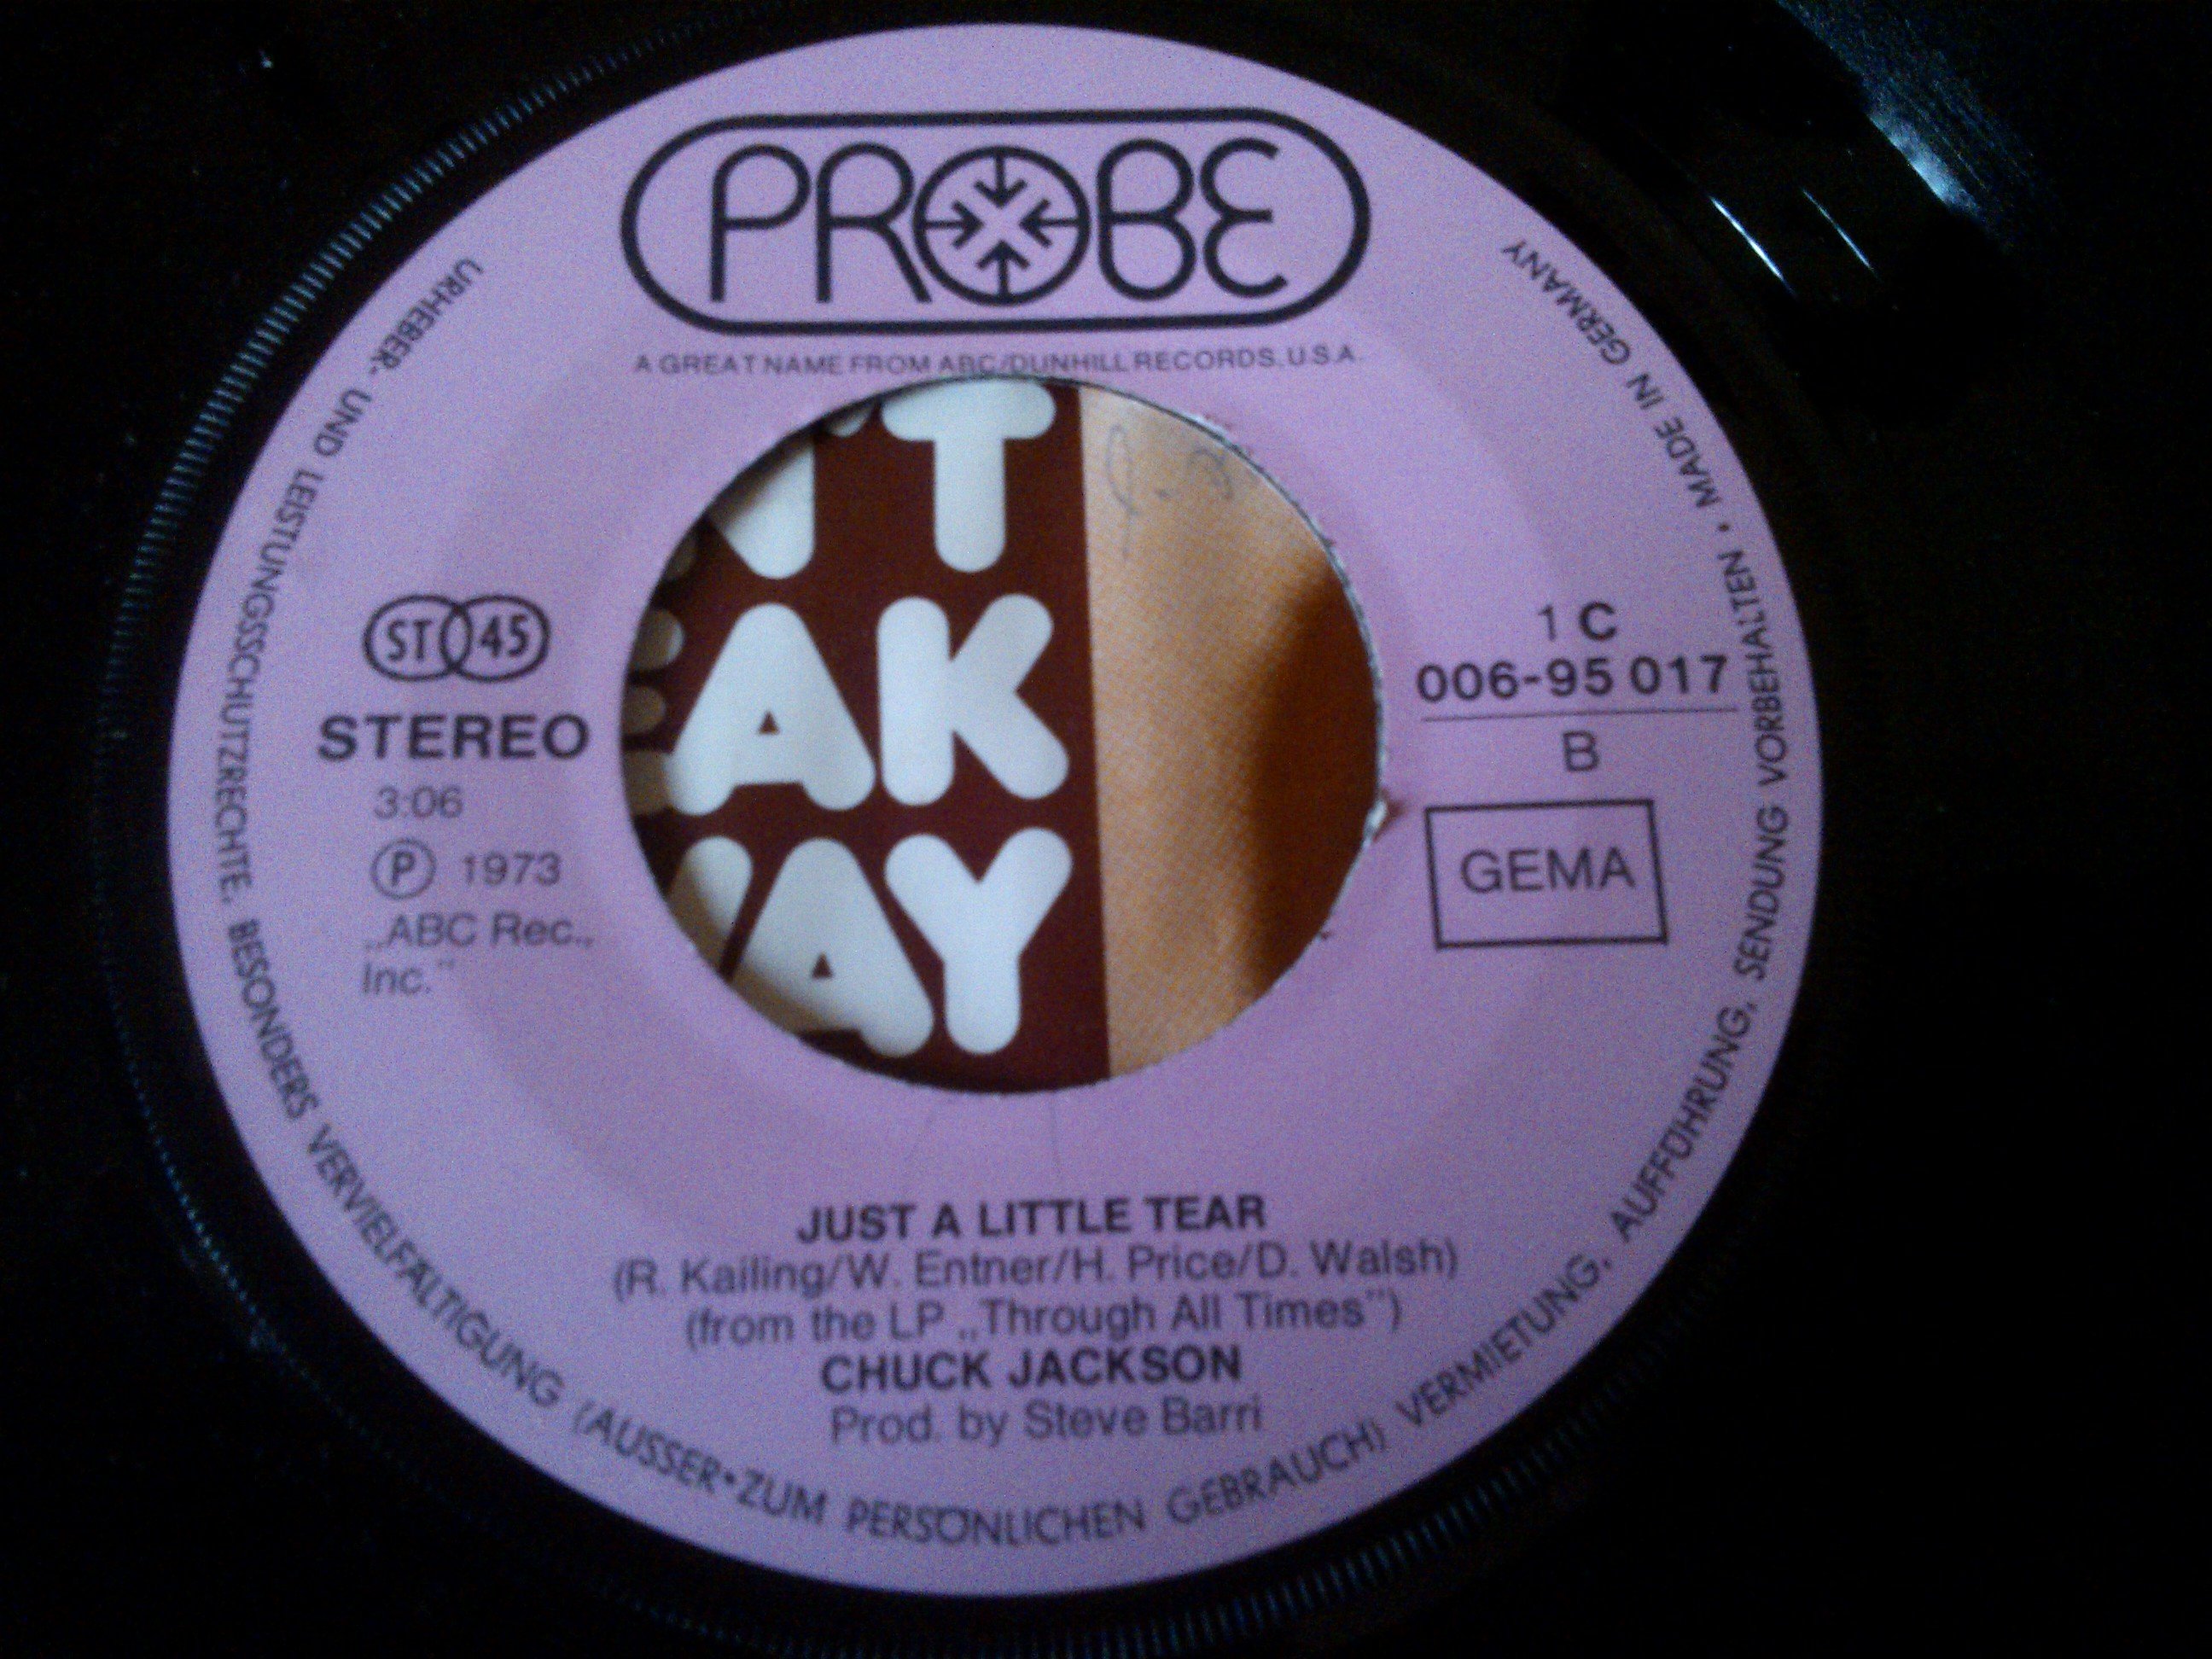 PROBE
A GREAT NAME FROM ABC/DUNHILL RECORDS, U.S.A.
URHEBER- UND LEISTUNGSSCHUTZRECHTE, BESONDERS VERVIELFÄLTIGUNG (AUSSER•ZUM PERSÖNLICHEN GEBRAUCH) VERMIETUNG, AUFFÜHRUNG, SENDUNG VORBEHALTEN • MADE IN GERMANY
ST 45
STEREO
3:06
Ⓟ 1973
„ABC Rec.,
Inc.”
T
AK
AY
1 C
006-95 017
B
GEMA
JUST A LITTLE TEAR
(R. Kailing/W. Entner/H. Price/D. Walsh)
(from the LP „Through All Times”)
CHUCK JACKSON
Prod. by Steve Barri